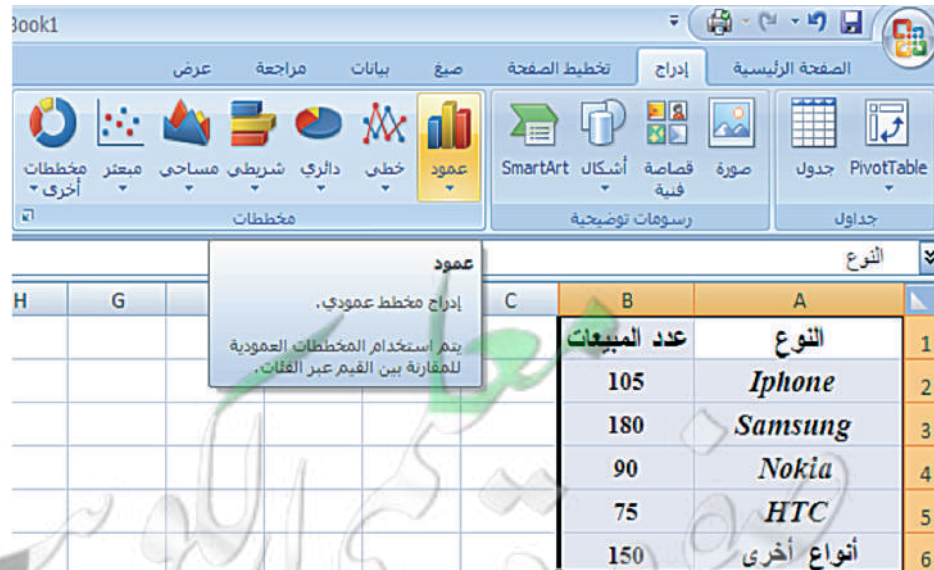 Book1
الصفحة الرئيسية إدراج تخطيط الصفحة صيغ بيانات مراجعة عرض
PivotTable جدول صورة قصاصة فنية أشكال SmartArt عمود خطي دائري شريطي مساحي مبعثر مخططات أخرى
جداول رسومات توضيحية مخططات
النوع
عمود
إدراج مخطط عمودي.
يتم استخدام المخططات العمودية
للمقارنة بين القيم عبر الفئات.
A B C G H
1 النوع عدد المبيعات
2 Iphone 105
3 Samsung 180
4 Nokia 90
5 HTC 75
6 أنواع أخرى 150